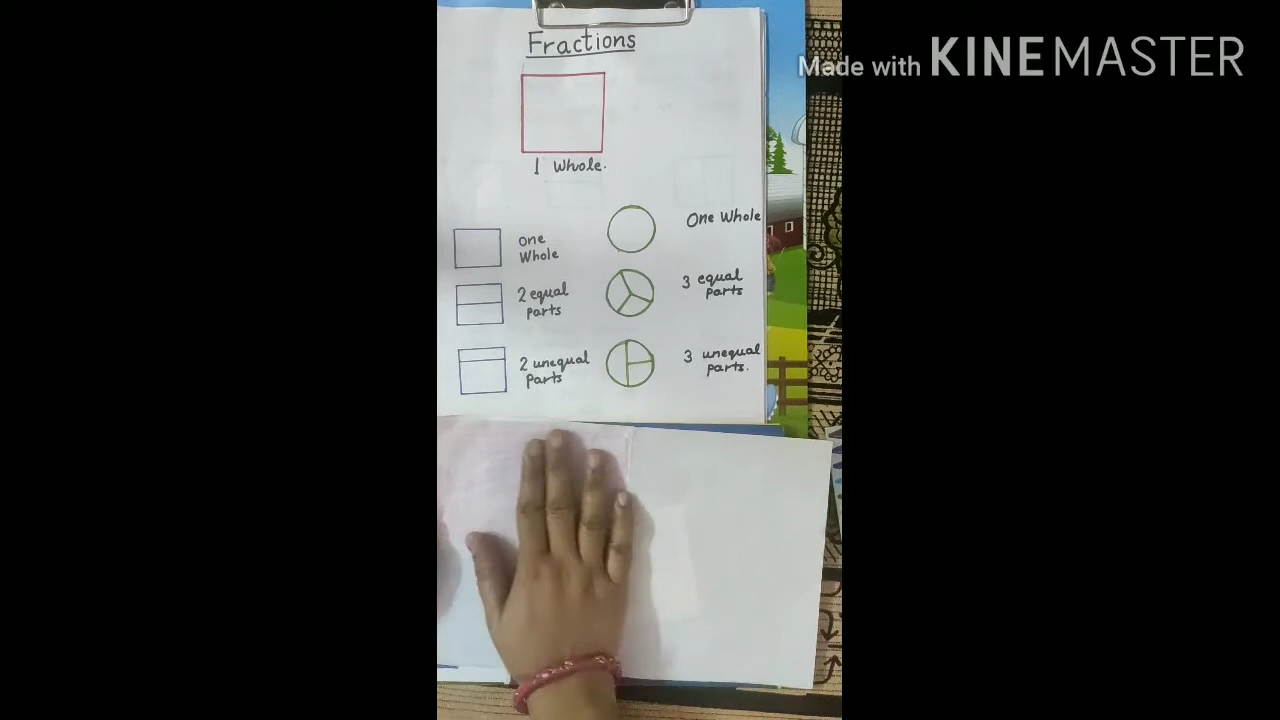 Made with KINEMASTER
Fractions
1 Whole.
One
Whole
2 equal
parts
2 unequal
Parts
One Whole
3 equal
parts
3 unequal
parts.